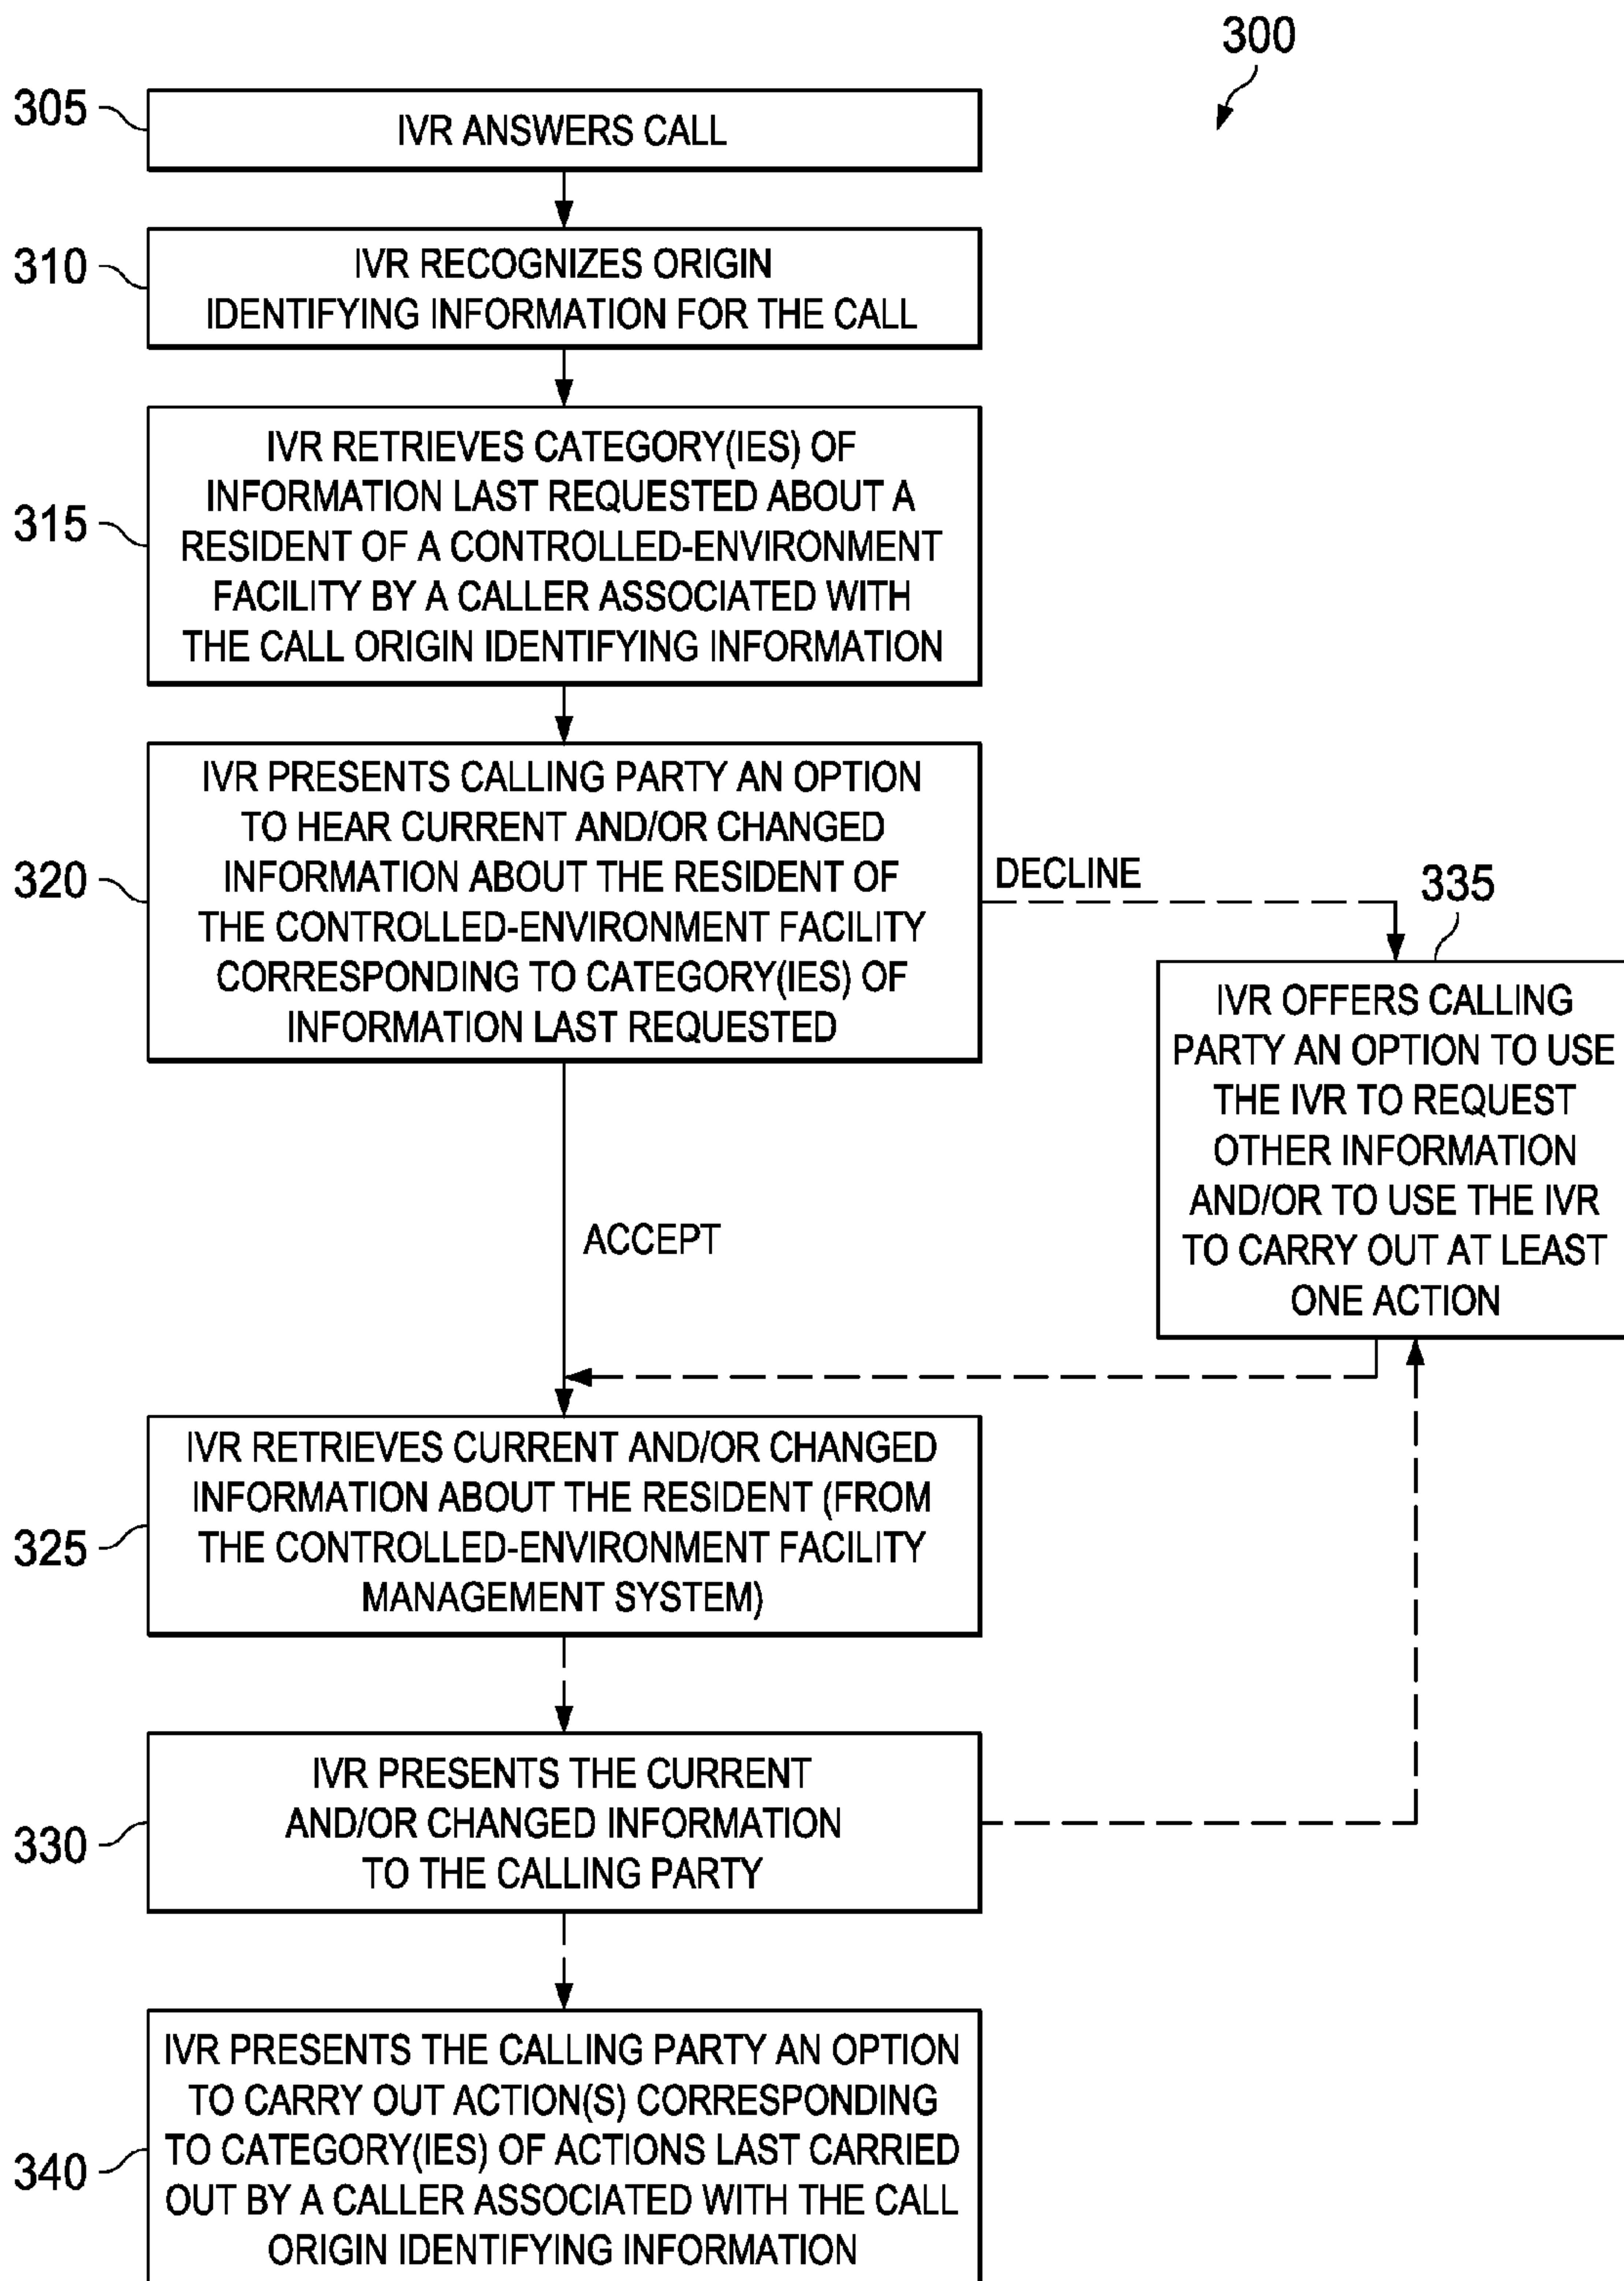 300
305
IVR ANSWERS CALL
310
IVR RECOGNIZES ORIGIN
IDENTIFYING INFORMATION FOR THE CALL
315
IVR RETRIEVES CATEGORY(IES) OF
INFORMATION LAST REQUESTED ABOUT A
RESIDENT OF A CONTROLLED-ENVIRONMENT
FACILITY BY A CALLER ASSOCIATED WITH
THE CALL ORIGIN IDENTIFYING INFORMATION
320
IVR PRESENTS CALLING PARTY AN OPTION
TO HEAR CURRENT AND/OR CHANGED
INFORMATION ABOUT THE RESIDENT OF
THE CONTROLLED-ENVIRONMENT FACILITY
CORRESPONDING TO CATEGORY(IES) OF
INFORMATION LAST REQUESTED
DECLINE
335
IVR OFFERS CALLING
PARTY AN OPTION TO USE
THE IVR TO REQUEST
OTHER INFORMATION
AND/OR TO USE THE IVR
TO CARRY OUT AT LEAST
ONE ACTION
ACCEPT
325
IVR RETRIEVES CURRENT AND/OR CHANGED
INFORMATION ABOUT THE RESIDENT (FROM
THE CONTROLLED-ENVIRONMENT FACILITY
MANAGEMENT SYSTEM)
330
IVR PRESENTS THE CURRENT
AND/OR CHANGED INFORMATION
TO THE CALLING PARTY
340
IVR PRESENTS THE CALLING PARTY AN OPTION
TO CARRY OUT ACTION(S) CORRESPONDING
TO CATEGORY(IES) OF ACTIONS LAST CARRIED
OUT BY A CALLER ASSOCIATED WITH THE CALL
ORIGIN IDENTIFYING INFORMATION